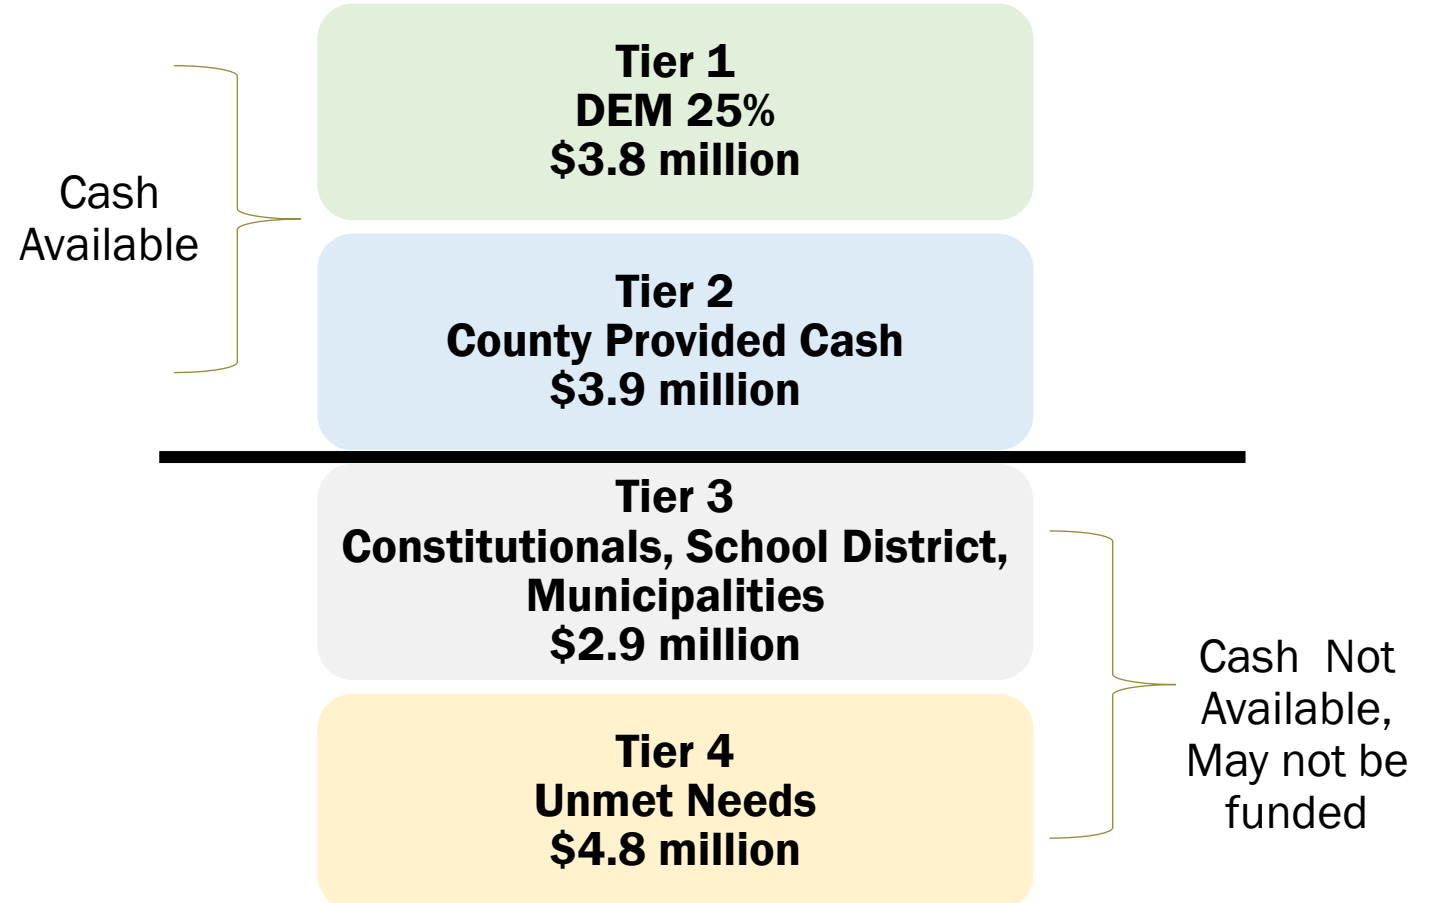 Tier 1
DEM 25%
$3.8 million
Cash
Available
Tier 2
County Provided Cash
$3.9 million
Tier 3
Constitutionals, School District,
Municipalities
$2.9 million
Cash  Not
Available,
May not be
funded
Tier 4
Unmet Needs
$4.8 million